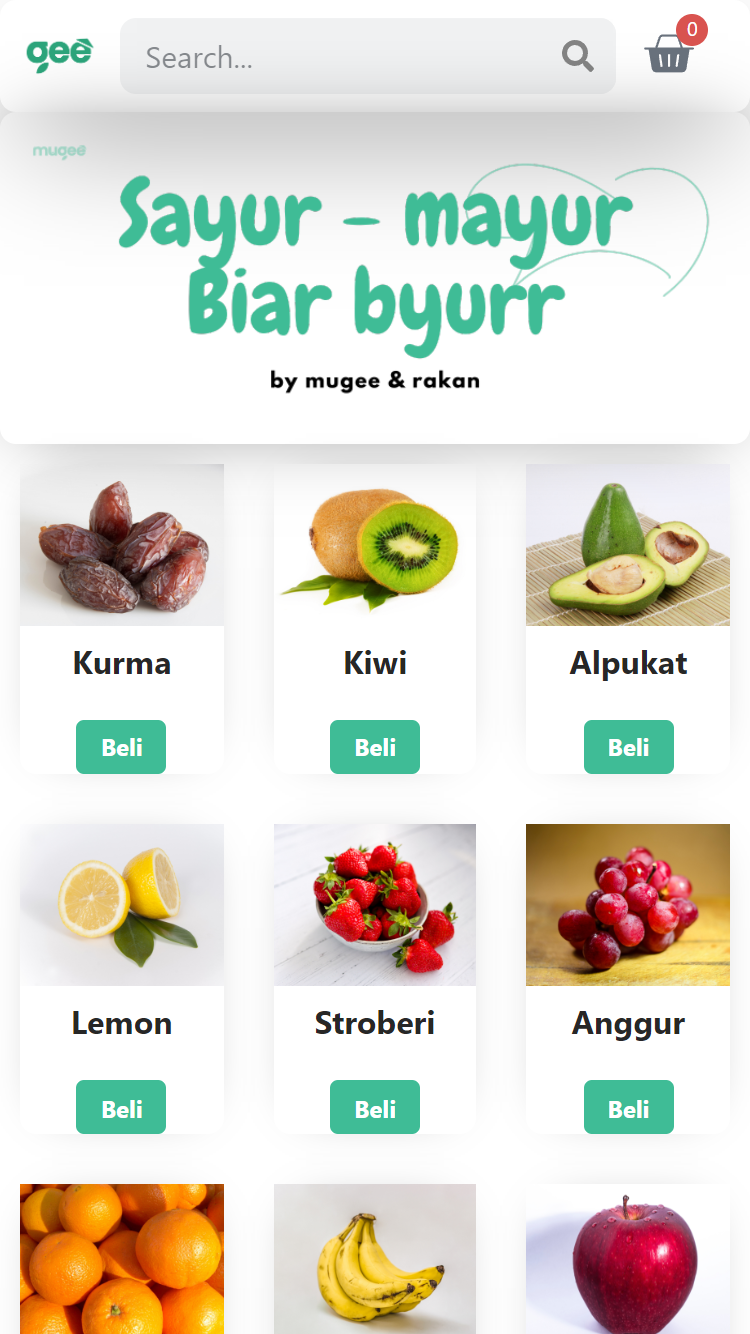 gee
Search...
0
mugee
Sayur - mayur
Biar byurr
by mugee & rakan
Kurma
Kiwi
Alpukat
Beli
Beli
Beli
Lemon
Stroberi
Anggur
Beli
Beli
Beli